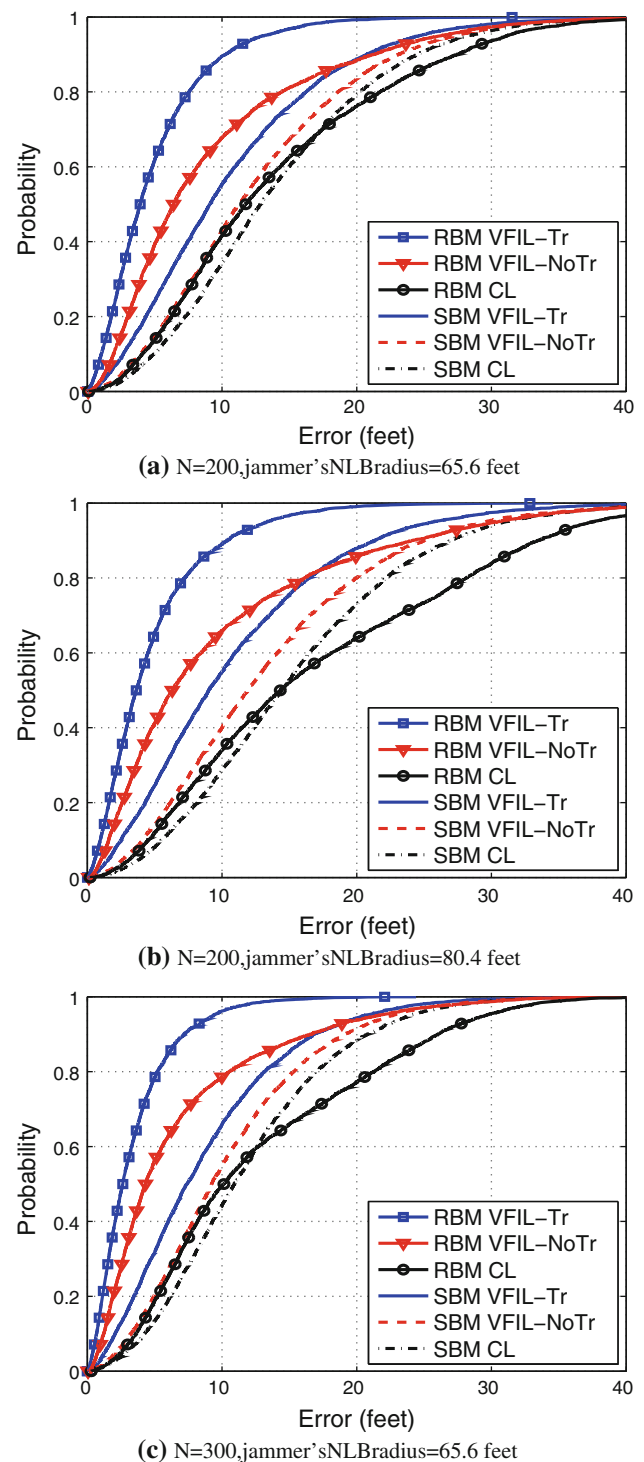 1
0.8
0.6
0.4
0.2
0
Probability
RBM VFIL−Tr
RBM VFIL−NoTr
RBM CL
SBM VFIL−Tr
SBM VFIL−NoTr
SBM CL
0 10 20 30 40
Error (feet)
(a) N=200,jammer'sNLBradius=65.6 feet
1
0.8
0.6
0.4
0.2
0
Probability
RBM VFIL−Tr
RBM VFIL−NoTr
RBM CL
SBM VFIL−Tr
SBM VFIL−NoTr
SBM CL
0 10 20 30 40
Error (feet)
(b) N=200,jammer'sNLBradius=80.4 feet
1
0.8
0.6
0.4
0.2
0
Probability
RBM VFIL−Tr
RBM VFIL−NoTr
RBM CL
SBM VFIL−Tr
SBM VFIL−NoTr
SBM CL
0 10 20 30 40
Error (feet)
(c) N=300,jammer'sNLBradius=65.6 feet